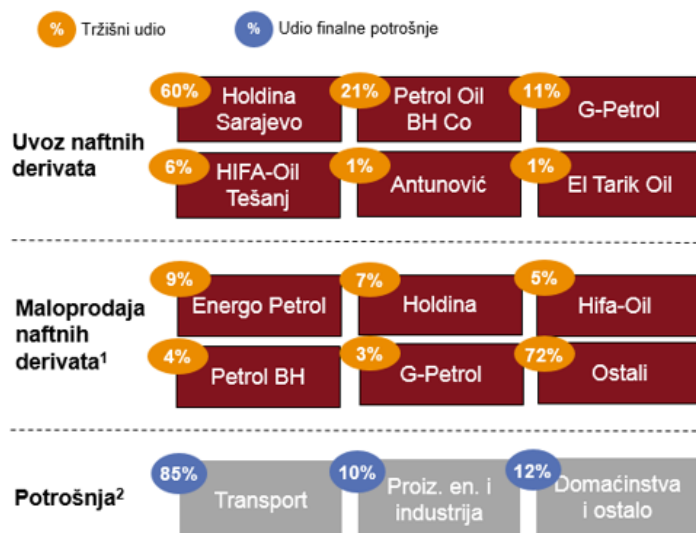 % Tržišni udio
% Udio finalne potrošnje
Uvoz naftnih
derivata
60% Holdina
Sarajevo
21% Petrol Oil
BH Co
11% G-Petrol
6% HIFA-Oil
Tešanj
1% Antunović
1% El Tarik Oil
Maloprodaja
naftnih
derivata¹
9% Energo Petrol
7% Holdina
5% Hifa-Oil
4% Petrol BH
3% G-Petrol
72% Ostali
Potrošnja²
85% Transport
10% Proiz. en. i
industrija
12% Domaćinstva
i ostalo